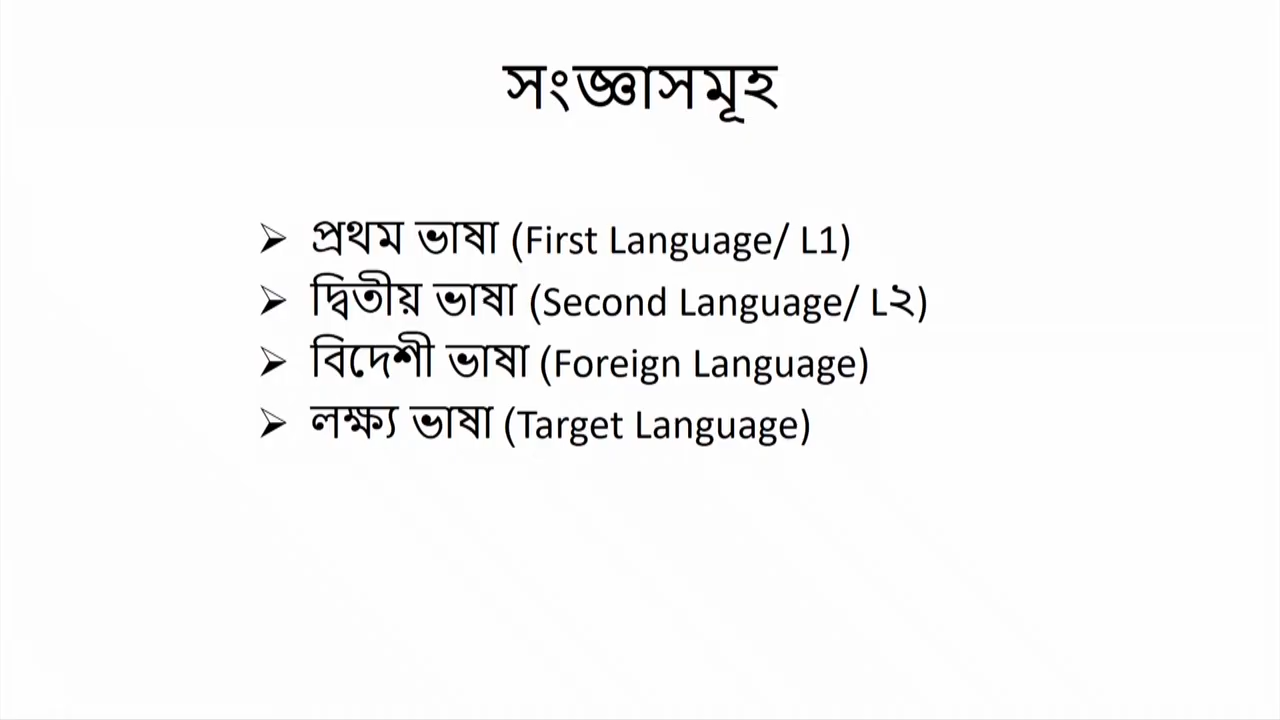 সংজ্ঞাসমূহ
➢ প্রথম ভাষা (First Language/ L1)
➢ দ্বিতীয় ভাষা (Second Language/ L২)
➢ বিদেশী ভাষা (Foreign Language)
➢ লক্ষ্য ভাষা (Target Language)